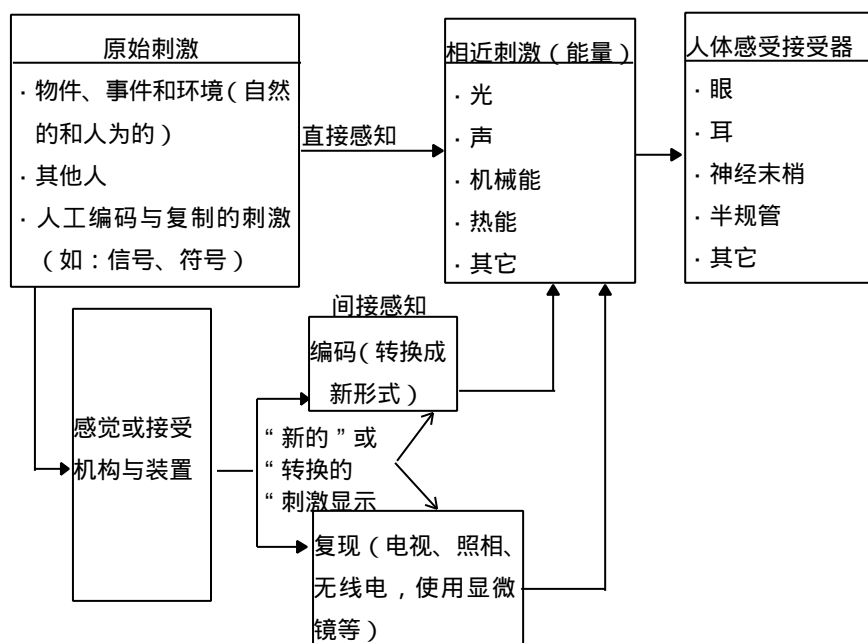 原始刺激
· 物件、事件和环境（自然
的和人为的）
· 其他人
· 人工编码与复制的刺激
（如：信号、符号）
直接感知
相近刺激（能量）
· 光
· 声
· 机械能
· 热能
· 其它
人体感受接受器
· 眼
· 耳
· 神经末梢
· 半规管
· 其它
感觉或接受
机构与装置
间接感知
编码（转换成
新形式）
“新的”或
“转换的
“刺激显示
复现（电视、照相、
无线电，使用显微
镜等）